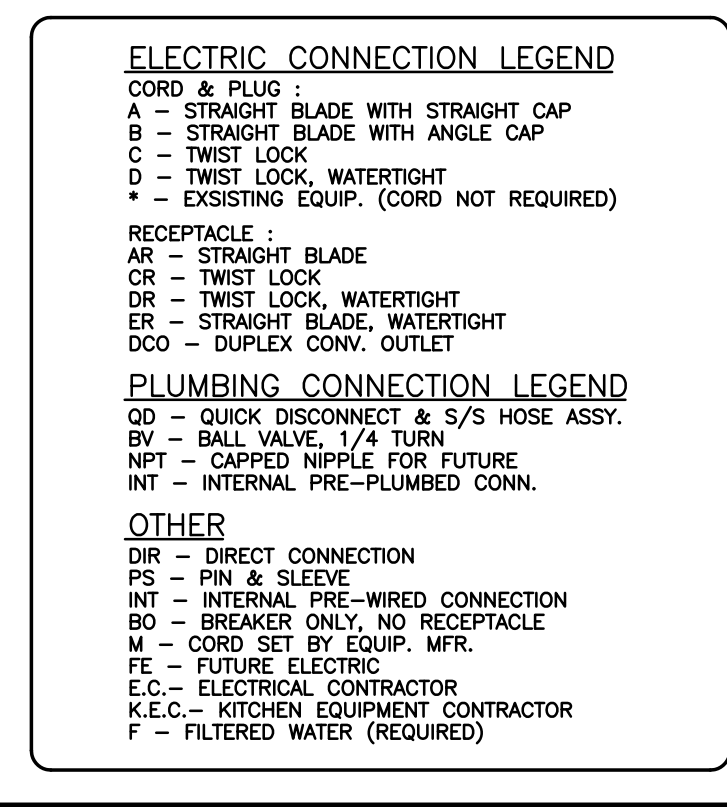 ELECTRIC CONNECTION LEGEND
CORD & PLUG :
A – STRAIGHT BLADE WITH STRAIGHT CAP
B – STRAIGHT BLADE WITH ANGLE CAP
C – TWIST LOCK
D – TWIST LOCK, WATERTIGHT
* – EXSISTING EQUIP. (CORD NOT REQUIRED)
RECEPTACLE :
AR – STRAIGHT BLADE
CR – TWIST LOCK
DR – TWIST LOCK, WATERTIGHT
ER – STRAIGHT BLADE, WATERTIGHT
DCO – DUPLEX CONV. OUTLET
PLUMBING CONNECTION LEGEND
QD – QUICK DISCONNECT & S/S HOSE ASSY.
BV – BALL VALVE, 1/4 TURN
NPT – CAPPED NIPPLE FOR FUTURE
INT – INTERNAL PRE–PLUMBED CONN.
OTHER
DIR – DIRECT CONNECTION
PS – PIN & SLEEVE
INT – INTERNAL PRE–WIRED CONNECTION
BO – BREAKER ONLY, NO RECEPTACLE
M – CORD SET BY EQUIP. MFR.
FE – FUTURE ELECTRIC
E.C.– ELECTRICAL CONTRACTOR
K.E.C.– KITCHEN EQUIPMENT CONTRACTOR
F – FILTERED WATER (REQUIRED)